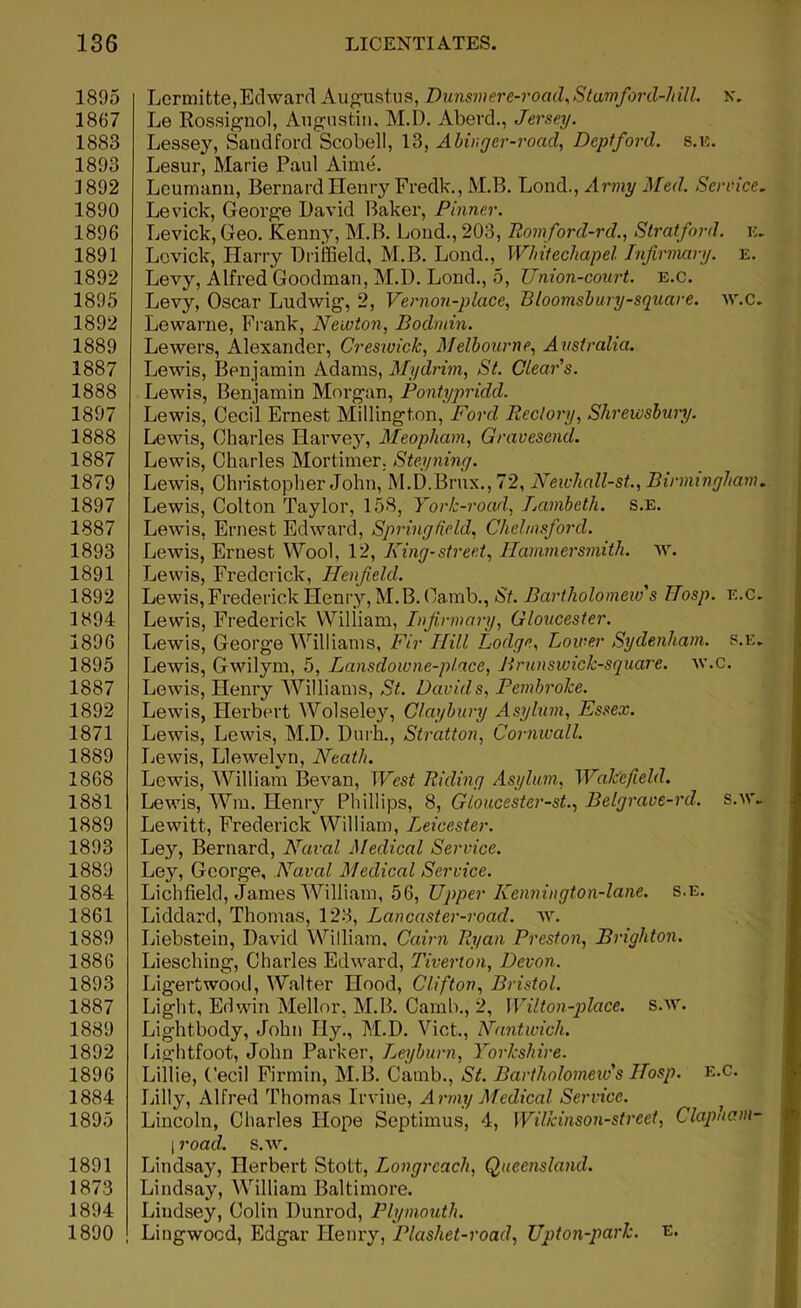 136 LICENTIATES.
1895 Lermitte, Edward Augustus, Dunsmere-road, Stamford-hill. N.
1867 Le Rossignol, Augustin, M.D. Aberd., Jersey.
1883 Lessey, Sandford Scobell, 13, Abinger-road, Deptford. S.E.
1893 Lesur, Marie Paul Aimé.
1892 Leumann, Bernard Henry Fredk., M.B. Lond., Army Med. Service.
1890 Levick, George David Baker, Pinner.
1896 Levick, Geo. Kenny, M.B. Lond., 203, Romford-rd., Stratford. E.
1891 Levick, Harry Driffield, M.B. Lond., Whitechapel Infirmary. E.
1892 Levy, Alfred Goodman, M.D. Lond., 5, Union-court. E.C.
1895 Levy, Oscar Ludwig, 2, Vernon-place, Bloomsbury-square. W.C.
1892 Lewarne, Frank, Newton, Bodmin.
1889 Lewers, Alexander, Creswick, Melbourne, Australia.
1887 Lewis, Benjamin Adams, Mydrim, St. Clear's.
1888 Lewis, Benjamin Morgan, Pontypridd.
1897 Lewis, Cecil Ernest Millington, Ford Rectory, Shrewsbury.
1888 Lewis, Charles Harvey, Meopham, Gravesend.
1887 Lewis, Charles Mortimer, Steyning.
1879 Lewis, Christopher John, M.D.Brux., 72, Newhall-st., Birmingham.
1897 Lewis, Colton Taylor, 158, York-road, Lambeth. S.E.
1887 Lewis, Ernest Edward, Springfield, Chelmsford.
1893 Lewis, Ernest Wool, 12, King-street, Hammersmith. W.
1891 Lewis, Frederick, Henfield.
1892 Lewis, Frederick Henry, M.B. Camb., St. Bartholomew's Hosp. E.C.
1894 Lewis, Frederick William, Infirmary, Gloucester.
1896 Lewis, George Williams, Fir Hill Lodge, Lower Sydenham. S.E.
1895 Lewis, Gwilym, 5, Lansdowne-place, Brunswick-square. W.C.
1887 Lewis, Henry Williams, St. Davids, Pembroke.
1892 Lewis, Herbert Wolseley, Claybury Asylum, Essex.
1871 Lewis, Lewis, M.D. Durh., Stratton, Cornwall.
1889 Lewis, Llewelyn, Neath.
1868 Lewis, William Bevan, West Riding Asylum, Wakefield.
1881 Lewis, Wm. Henry Phillips, 8, Gloucester-st., Belgrave-rd. S.W.
1889 Lewitt, Frederick William, Leicester.
1893 Ley, Bernard, Naval Medical Service.
1889 Ley, George, Naval Medical Service.
1884 Lichfield, James William, 56, Upper Kennington-lane. S.E.
1861 Liddard, Thomas, 123, Lancaster-road. W.
1889 Liebstein, David William, Cairn Ryan Preston, Brighton.
1886 Liesching, Charles Edward, Tiverton, Devon.
1893 Ligertwood, Walter Hood, Clifton, Bristol.
1887 Light, Edwin Mellor, M.B. Camb., 2, Wilton-place. S.W.
1889 Lightbody, John Hy., M.D. Vict., Nantwich.
1892 Lightfoot, John Parker, Leyburn, Yorkshire.
1896 Lillie, Cecil Firmin, M.B. Camb., St. Bartholomew's Hosp. E.C.
1884 Lilly, Alfred Thomas Irvine, Army Medical Service.
1895 Lincoln, Charles Hope Septimus, 4, Wilkinson-street, Clapham-
road. S.W.
1891 Lindsay, Herbert Stott, Longreach, Queensland.
1873 Lindsay, William Baltimore.
1894 Lindsey, Colin Dunrod, Plymouth.
1890 Lingwood, Edgar Henry, Plashet-road, Upton-park. E.